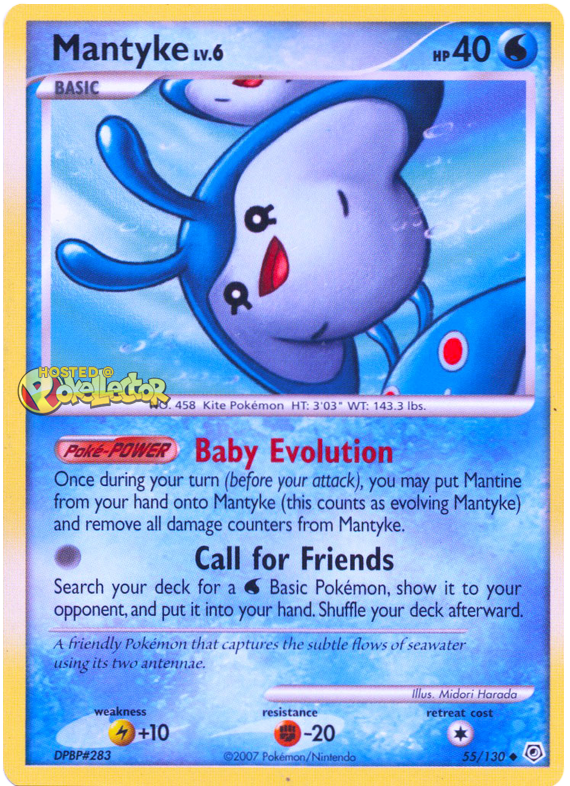 Mantyke LV.6
HP 40
BASIC
HOSTED @
Pokellector
NO. 458 Kite Pokémon HT: 3'03" WT: 143.3 lbs.
Poké-POWER Baby Evolution
Once during your turn (before your attack), you may put Mantine
from your hand onto Mantyke (this counts as evolving Mantyke)
and remove all damage counters from Mantyke.
Call for Friends
Search your deck for a Basic Pokémon, show it to your
opponent, and put it into your hand. Shuffle your deck afterward.
A friendly Pokémon that captures the subtle flows of seawater
using its two antennae.
Illus. Midori Harada
weakness resistance retreat cost
+10 -20
DPBP#283 ©2007 Pokémon/Nintendo 55/130